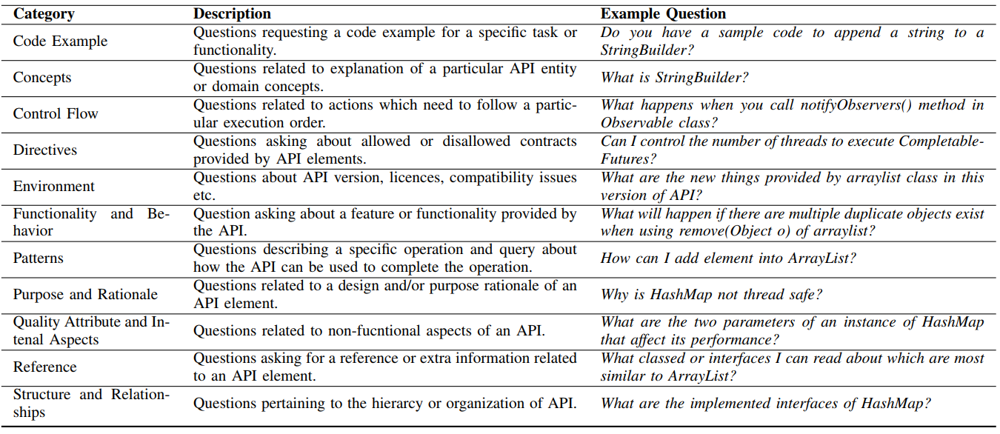 Category Description Example Question
Code Example Questions requesting a code example for a specific task or functionality. Do you have a sample code to append a string to a StringBuilder?
Concepts Questions related to explanation of a particular API entity or domain concepts. What is StringBuilder?
Control Flow Questions related to actions which need to follow a partic-ular execution order. What happens when you call notifyObservers() method in Observable class?
Directives Questions asking about allowed or disallowed contracts provided by API elements. Can I control the number of threads to execute Completable-Futures?
Environment Questions about API version, licences, compatibility issues etc. What are the new things provided by arraylist class in this version of API?
Functionality and Be-havior Question asking about a feature or functionality provided by the API. What will happen if there are multiple duplicate objects exist when using remove(Object o) of arraylist?
Patterns Questions describing a specific operation and query about how the API can be used to complete the operation. How can I add element into ArrayList?
Purpose and Rationale Questions related to a design and/or purpose rationale of an API element. Why is HashMap not thread safe?
Quality Attribute and In-tenal Aspects Questions related to non-fucntional aspects of an API. What are the two parameters of an instance of HashMap that affect its performance?
Reference Questions asking for a reference or extra information related to an API element. What classed or interfaces I can read about which are most similar to ArrayList?
Structure and Relation-ships Questions pertaining to the hierarcy or organization of API. What are the implemented interfaces of HashMap?